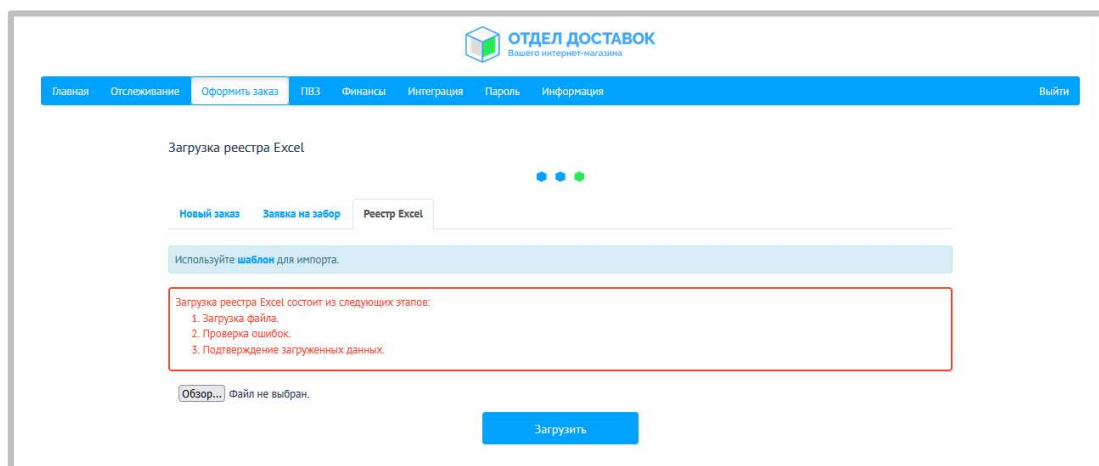 ОТДЕЛ ДОСТАВОК
Вашего интернет-магазина
Главная Отслеживание Оформить заказ ПВЗ Финансы Интеграция Пароль Информация Выйти
Загрузка реестра Excel
Новый заказ Заявка на забор Реестр Excel
Используйте шаблон для импорта.
Загрузка реестра Excel состоит из следующих этапов:
1. Загрузка файла.
2. Проверка ошибок.
3. Подтверждение загруженных данных.
Обзор... Файл не выбран.
Загрузить